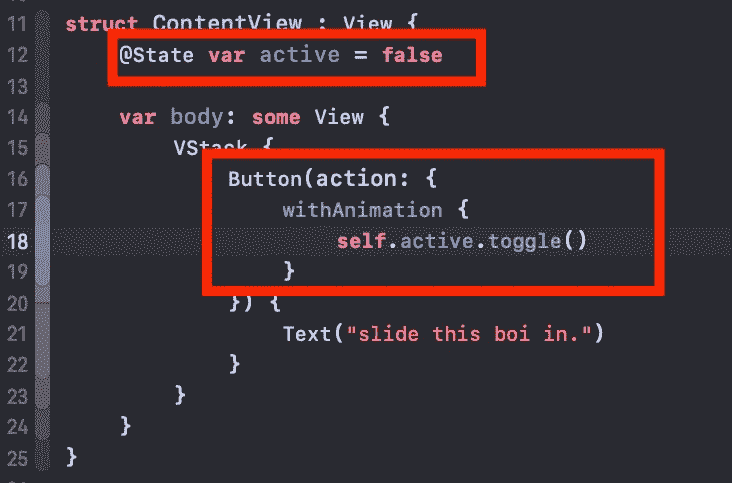 11 struct ContentView : View {
12 @State var active = false
13
14 var body: some View {
15 VStack {
16 Button(action: {
17 withAnimation {
18 self.active.toggle()
19 }
20 }) {
21 Text("slide this boi in.")
22 }
23 }
24 }
25 }